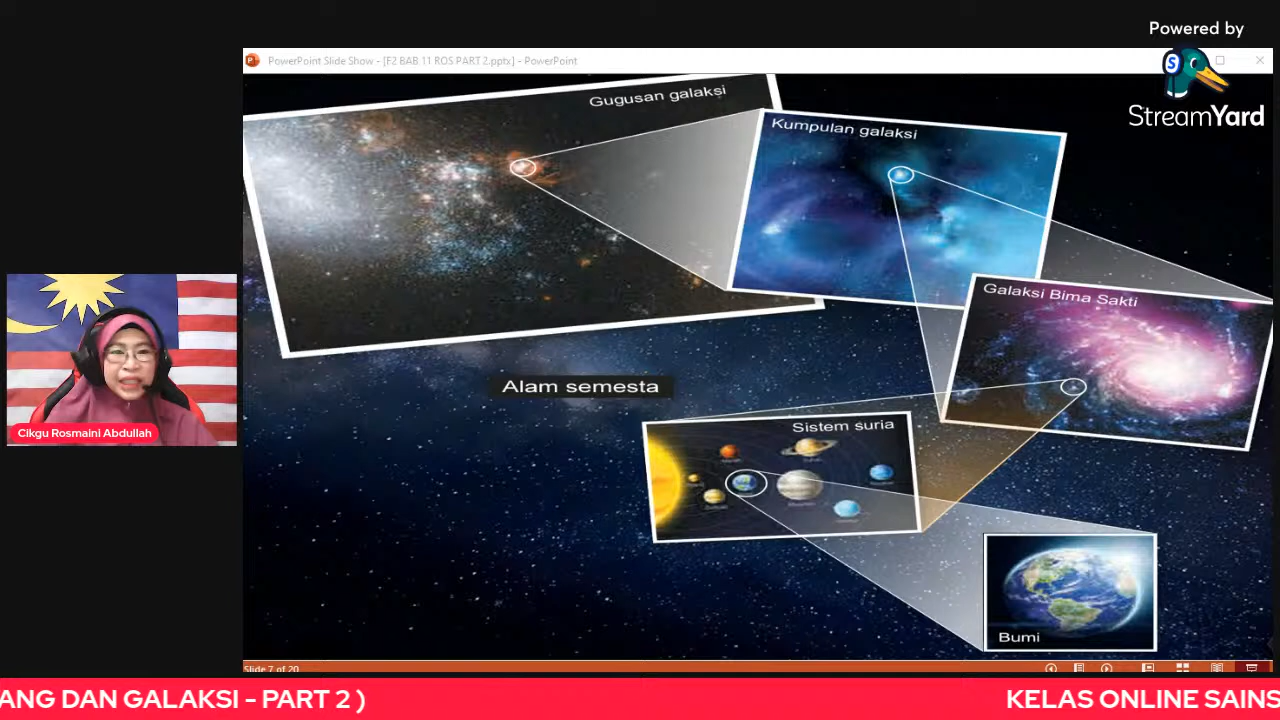 Powered by
StreamYard
PowerPoint Slide Show - [F2 BAB 11 ROS PART 2.pptx] - PowerPoint
Gugusan galaksi
Kumpulan galaksi
Galaksi Bima Sakti
Alam semesta
Sistem suria
Bumi
Cikgu Rosmaini Abdullah
Slide 7 of 20
ANG DAN GALAKSI - PART 2 )
KELAS ONLINE SAINS